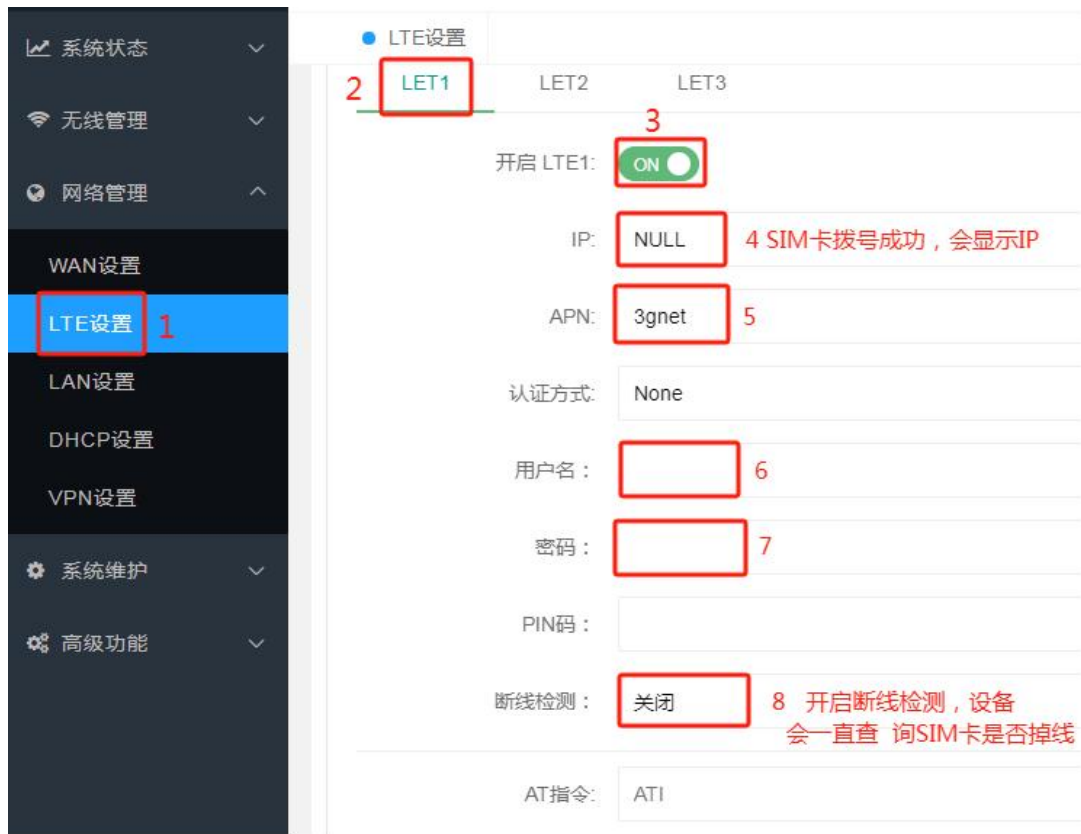 系统状态
无线管理
网络管理
WAN设置
LTE设置 1
LAN设置
DHCP设置
VPN设置
系统维护
高级功能
LTE设置
2 LET1 LET2 LET3
3
开启 LTE1: ON
IP: NULL 4 SIM卡拨号成功，会显示IP
APN: 3gnet 5
认证方式: None
用户名： 6
密码： 7
PIN码：
断线检测： 关闭 8 开启断线检测，设备
会一直查 询SIM卡是否掉线
AT指令: ATI